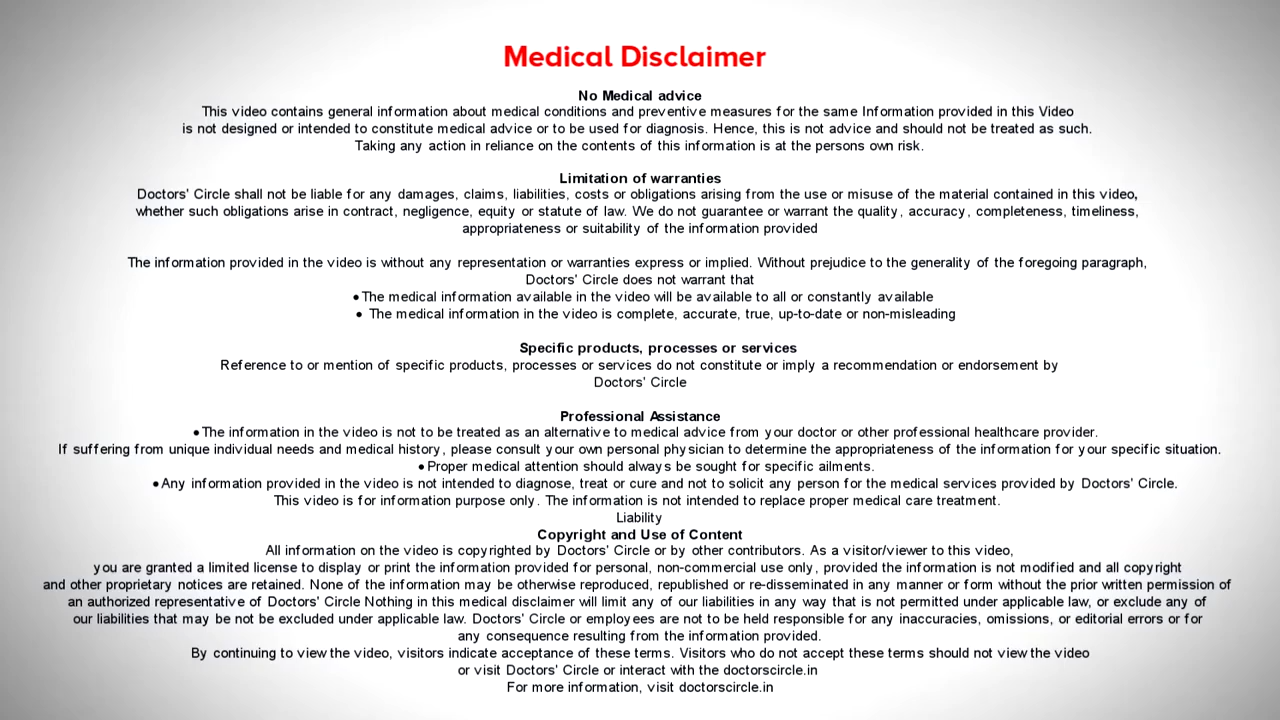 Medical Disclaimer
No Medical advice
This video contains general information about medical conditions and preventive measures for the same Information provided in this Video
is not designed or intended to constitute medical advice or to be used for diagnosis. Hence, this is not advice and should not be treated as such.
Taking any action in reliance on the contents of this information is at the persons own risk.
Limitation of warranties
Doctors' Circle shall not be liable for any damages, claims, liabilities, costs or obligations arising from the use or misuse of the material contained in this video,
whether such obligations arise in contract, negligence, equity or statute of law. We do not guarantee or warrant the quality, accuracy, completeness, timeliness,
appropriateness or suitability of the information provided
The information provided in the video is without any representation or warranties express or implied. Without prejudice to the generality of the foregoing paragraph,
Doctors' Circle does not warrant that
•The medical information available in the video will be available to all or constantly available
• The medical information in the video is complete, accurate, true, up-to-date or non-misleading
Specific products, processes or services
Reference to or mention of specific products, processes or services do not constitute or imply a recommendation or endorsement by
Doctors' Circle
Professional Assistance
•The information in the video is not to be treated as an alternative to medical advice from your doctor or other professional healthcare provider.
If suffering from unique individual needs and medical history, please consult your own personal physician to determine the appropriateness of the information for your specific situation.
•Proper medical attention should always be sought for specific ailments.
•Any information provided in the video is not intended to diagnose, treat or cure and not to solicit any person for the medical services provided by Doctors' Circle.
This video is for information purpose only. The information is not intended to replace proper medical care treatment.
Liability
Copyright and Use of Content
All information on the video is copyrighted by Doctors' Circle or by other contributors. As a visitor/viewer to this video,
you are granted a limited license to display or print the information provided for personal, non-commercial use only, provided the information is not modified and all copyright
and other proprietary notices are retained. None of the information may be otherwise reproduced, republished or re-disseminated in any manner or form without the prior written permission of
an authorized representative of Doctors' Circle Nothing in this medical disclaimer will limit any of our liabilities in any way that is not permitted under applicable law, or exclude any of
our liabilities that may be not be excluded under applicable law. Doctors' Circle or employees are not to be held responsible for any inaccuracies, omissions, or editorial errors or for
any consequence resulting from the information provided.
By continuing to view the video, visitors indicate acceptance of these terms. Visitors who do not accept these terms should not view the video
or visit Doctors' Circle or interact with the doctorscircle.in
For more information, visit doctorscircle.in